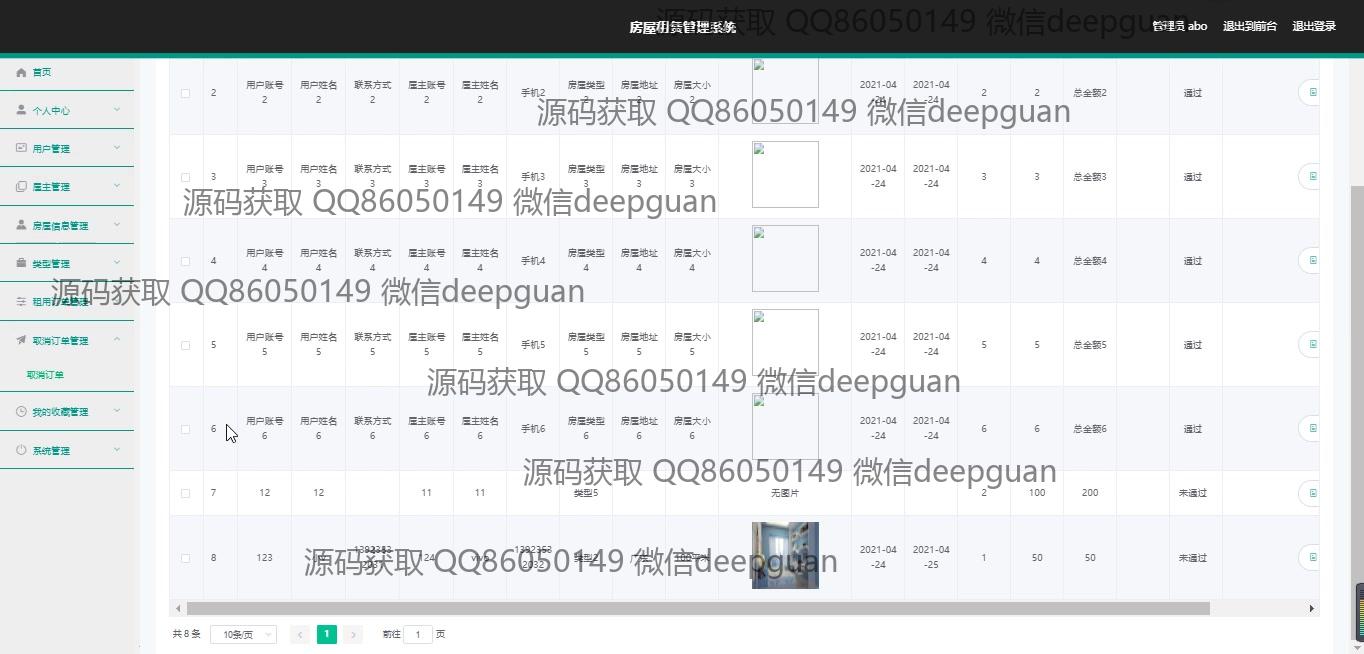 房屋租赁管理系统
源码获取 QQ86050149 微信deepguan
管理员 abo 退出到前台 退出登录
首页
个人中心
用户管理
雇主管理
房屋信息管理
类型管理
租用订单管理
取消订单管理
取消订单
我的收藏管理
系统管理
2 用户账号2 用户姓名2 联系方式2 雇主账号2 雇主姓名2 手机2 房屋类型2 房屋地址2 房屋大小2 2021-04-24 2021-04-24 2 2 总金额2 通过
源码获取 QQ86050149 微信deepguan
3 用户账号3 用户姓名3 联系方式3 雇主账号3 雇主姓名3 手机3 房屋类型3 房屋地址3 房屋大小3 2021-04-24 2021-04-24 3 3 总金额3 通过
源码获取 QQ86050149 微信deepguan
4 用户账号4 用户姓名4 联系方式4 雇主账号4 雇主姓名4 手机4 房屋类型4 房屋地址4 房屋大小4 2021-04-24 2021-04-24 4 4 总金额4 通过
源码获取 QQ86050149 微信deepguan
5 用户账号5 用户姓名5 联系方式5 雇主账号5 雇主姓名5 手机5 房屋类型5 房屋地址5 房屋大小5 2021-04-24 2021-04-24 5 5 总金额5 通过
源码获取 QQ86050149 微信deepguan
6 用户账号6 用户姓名6 联系方式6 雇主账号6 雇主姓名6 手机6 房屋类型6 房屋地址6 房屋大小6 2021-04-24 2021-04-24 6 6 总金额6 通过
源码获取 QQ86050149 微信deepguan
7 12 12 11 11 类型5 无图片 2 100 200 未通过
8 123 124 13923532032 2021-04-24 2021-04-25 1 50 50 未通过
源码获取 QQ86050149 微信deepguan
共 8 条 10条/页 1 前往 1 页